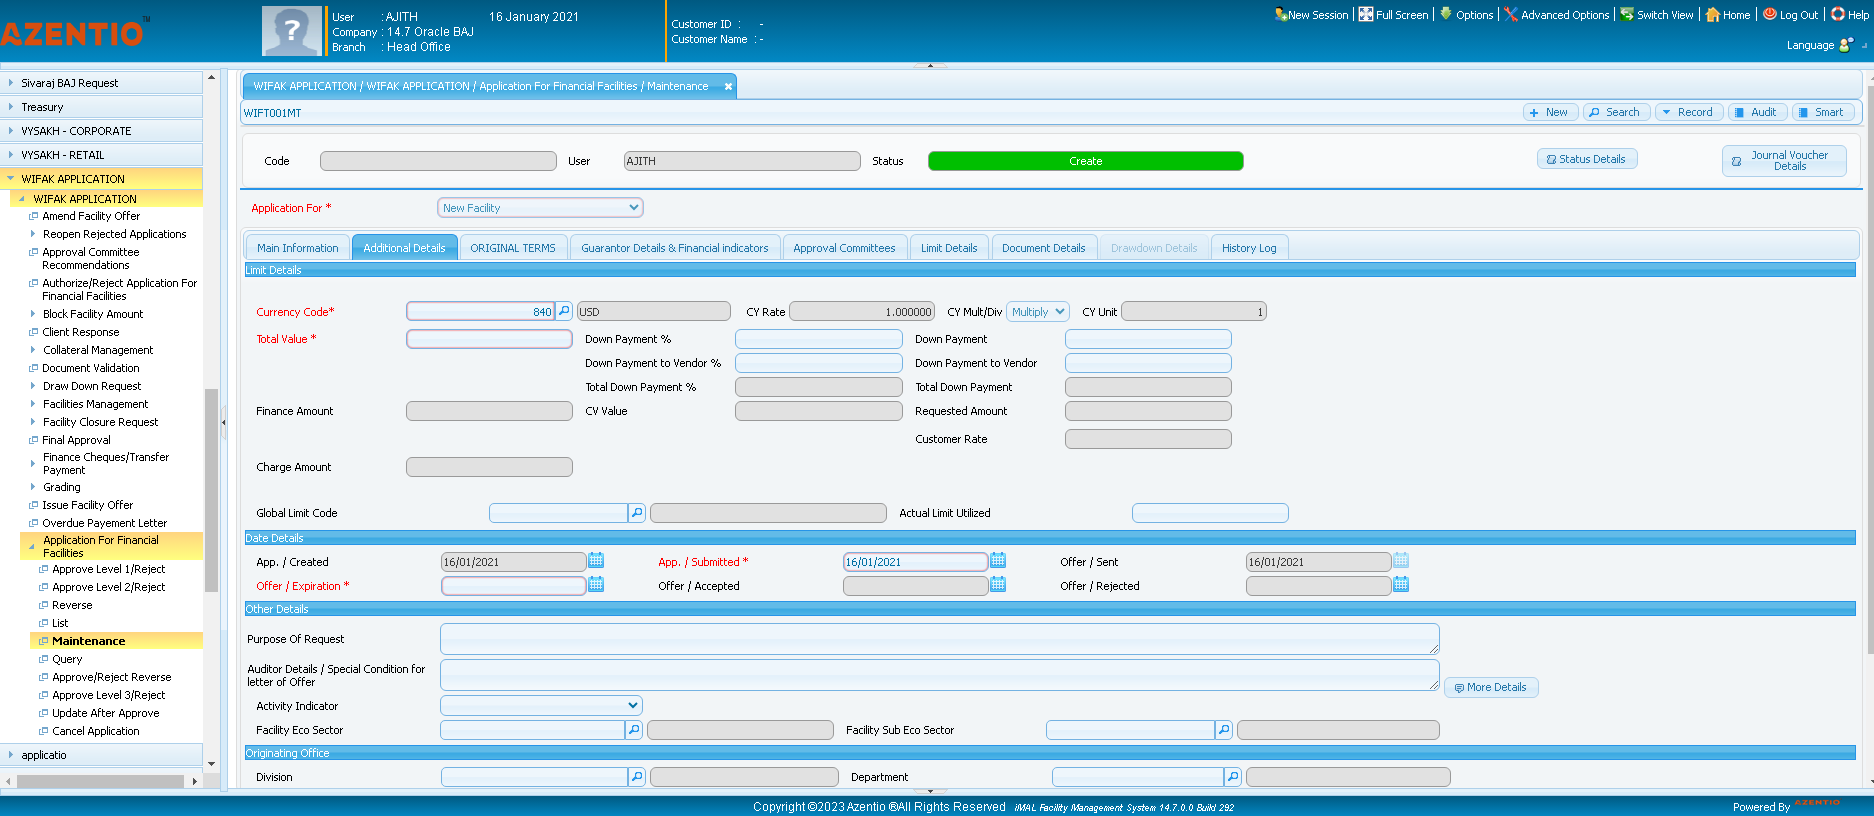 AZENTIO™
User : AJITH 16 January 2021
Company : 14.7 Oracle BAJ
Branch : Head Office
Customer ID : -
Customer Name : -
New Session Full Screen Options Advanced Options Switch View Home Log Out Help
Language
Sivaraj BAJ Request
Treasury
VYSAKH - CORPORATE
VYSAKH - RETAIL
WIFAK APPLICATION
WIFAK APPLICATION
Amend Facility Offer
Reopen Rejected Applications
Approval Committee
Recommendations
Authorize/Reject Application For
Financial Facilities
Block Facility Amount
Client Response
Collateral Management
Document Validation
Draw Down Request
Facilities Management
Facility Closure Request
Final Approval
Finance Cheques/Transfer
Payment
Grading
Issue Facility Offer
Overdue Payement Letter
Application For Financial
Facilities
Approve Level 1/Reject
Approve Level 2/Reject
Reverse
List
Maintenance
Query
Approve/Reject Reverse
Approve Level 3/Reject
Update After Approve
Cancel Application
applicatio
WIFAK APPLICATION / WIFAK APPLICATION / Application For Financial Facilities / Maintenance
WIFT001MT
New Search Record Audit Smart
Code User AJITH Status Create Status Details
Journal Voucher
Details
Application For * New Facility
Main Information Additional Details ORIGINAL TERMS Guarantor Details & Financial indicators Approval Committees Limit Details Document Details Drawdown Details History Log
Limit Details
Currency Code* 840 USD CY Rate 1.000000 CY Mult/Div Multiply CY Unit 1
Total Value * Down Payment % Down Payment
Down Payment to Vendor % Down Payment to Vendor
Total Down Payment % Total Down Payment
Finance Amount CV Value Requested Amount
Customer Rate
Charge Amount
Global Limit Code Actual Limit Utilized
Date Details
App. / Created 16/01/2021 App. / Submitted * 16/01/2021 Offer / Sent 16/01/2021
Offer / Expiration * Offer / Accepted Offer / Rejected
Other Details
Purpose Of Request
Auditor Details / Special Condition for
letter of Offer
More Details
Activity Indicator
Facility Eco Sector Facility Sub Eco Sector
Originating Office
Division Department
Copyright ©2023 Azentio ®All Rights Reserved iMAL Facility Management System 14.7.0.0 Build 292
Powered By AZENTIO